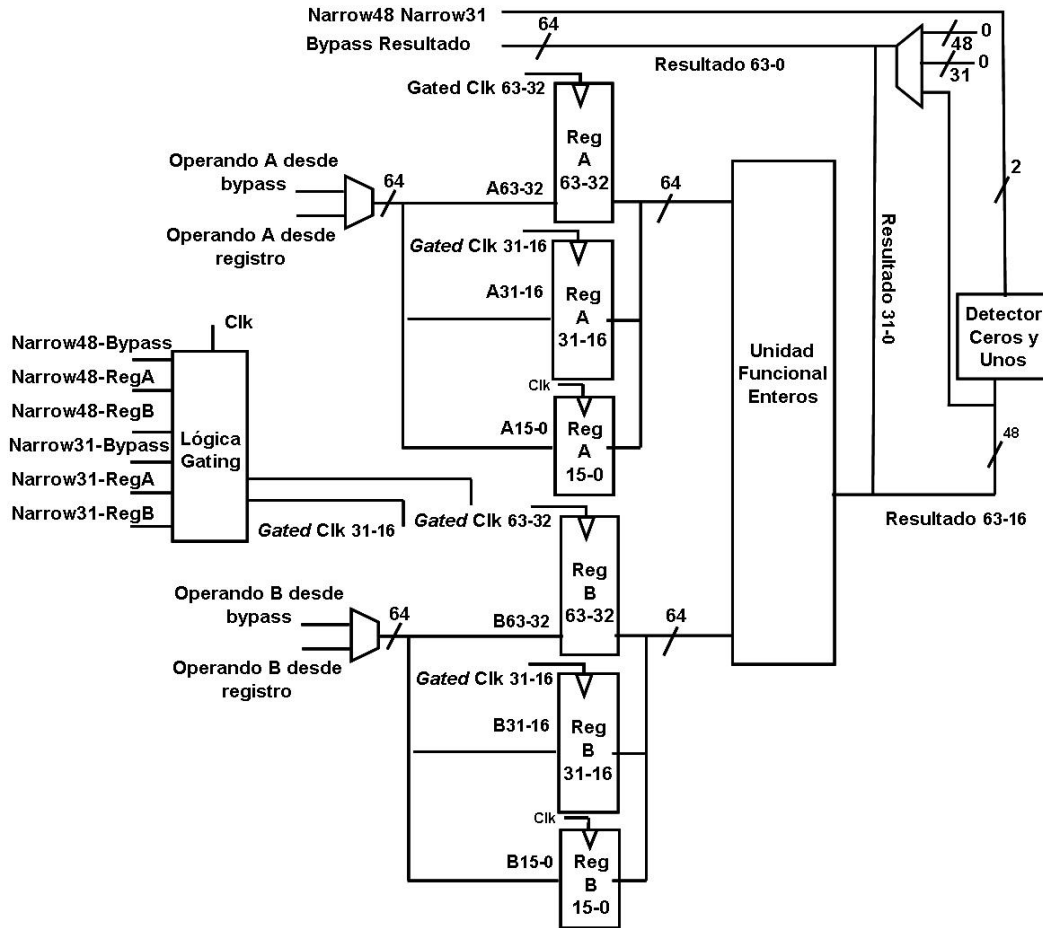 Narrow48 Narrow31
Bypass Resultado
64
Resultado 63-0
0
48
0
31
Gated Clk 63-32
Reg
A
63-32
Operando A desde
bypass
64
A63-32
64
2
Operando A desde
registro
Gated Clk 31-16
A31-16
Reg
A
31-16
Resultado 31-0
Detector
Ceros y
Unos
Clk
Narrow48-Bypass
Narrow48-RegA
Narrow48-RegB
Narrow31-Bypass
Narrow31-RegA
Narrow31-RegB
Lógica
Gating
Unidad
Funcional
Enteros
Clk
A15-0
Reg
A
15-0
48
Gated Clk 31-16
Gated Clk 63-32
Resultado 63-16
Reg
B
63-32
Operando B desde
bypass
64
B63-32
64
Operando B desde
registro
Gated Clk 31-16
B31-16
Reg
B
31-16
Clk
B15-0
Reg
B
15-0